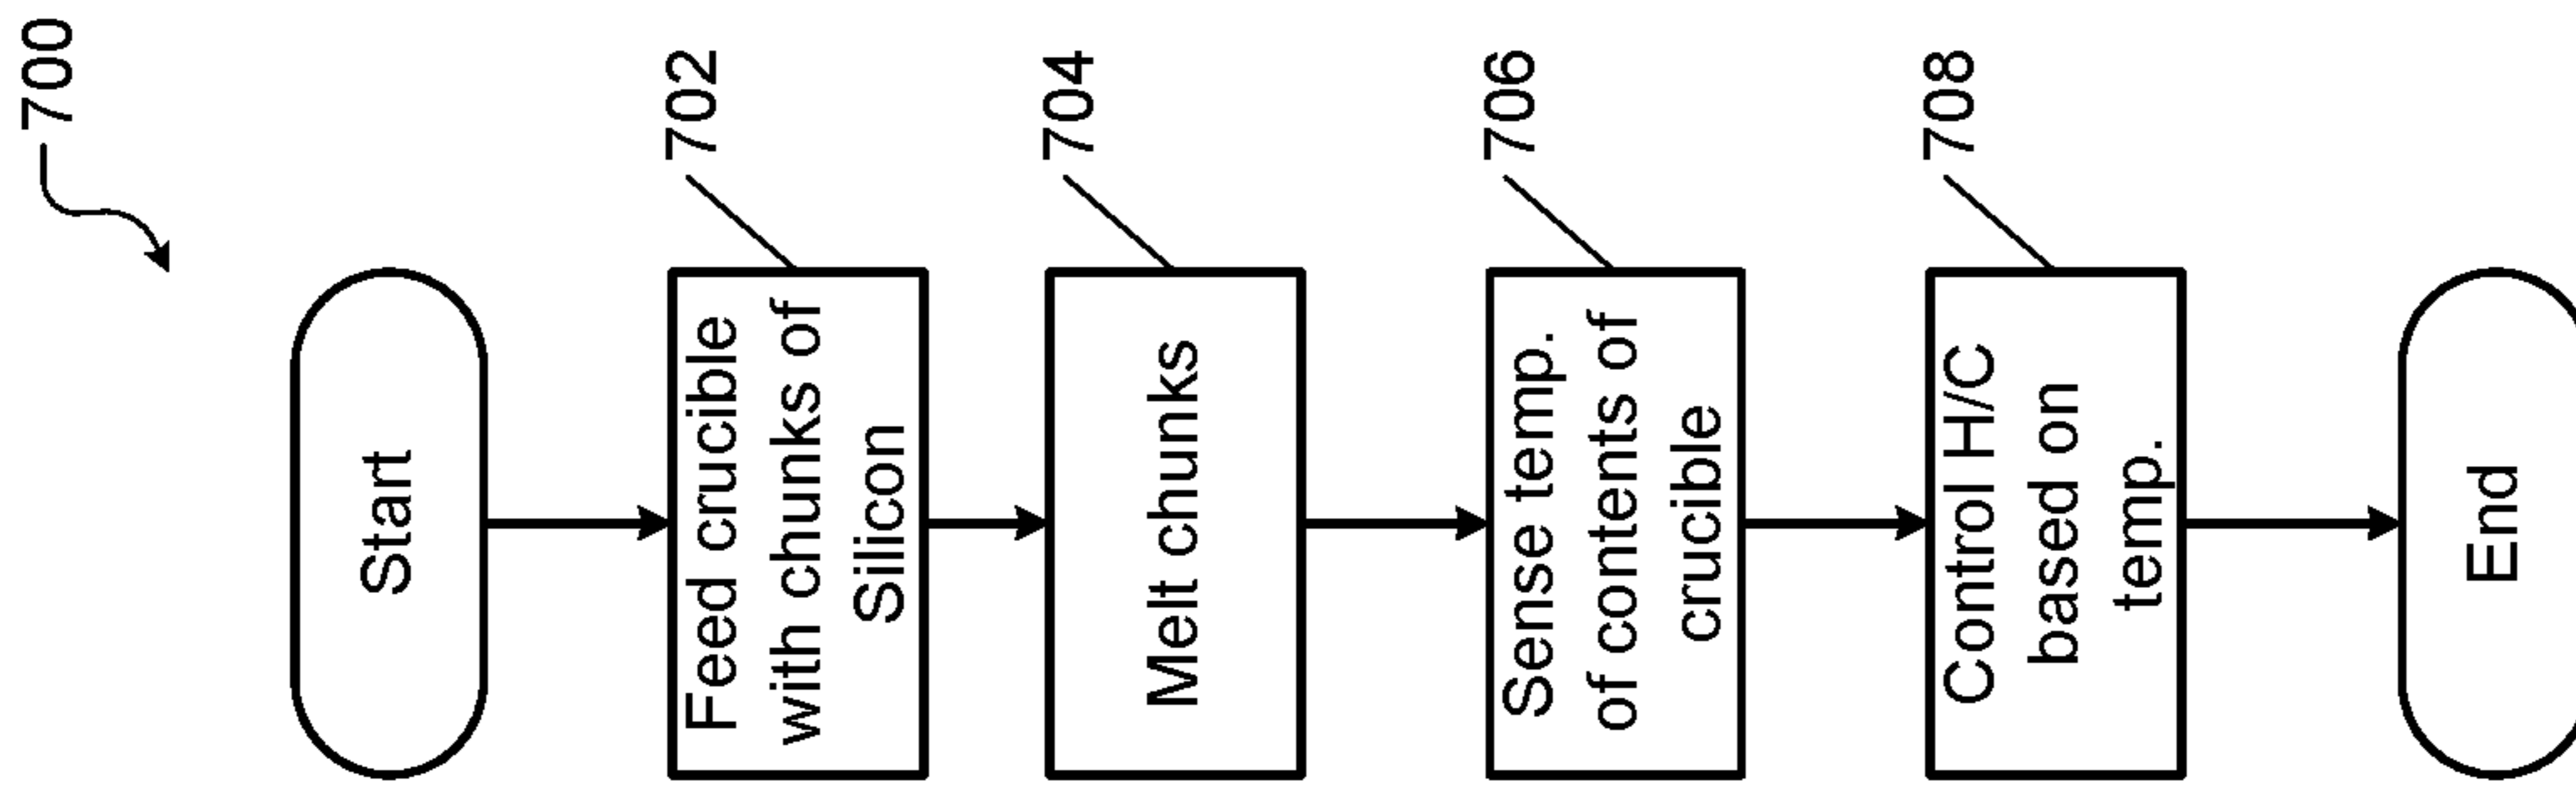 700
Start
Feed crucible
with chunks of
Silicon
702
Melt chunks
704
Sense temp.
of contents of
crucible
706
Control H/C
based on
temp.
708
End